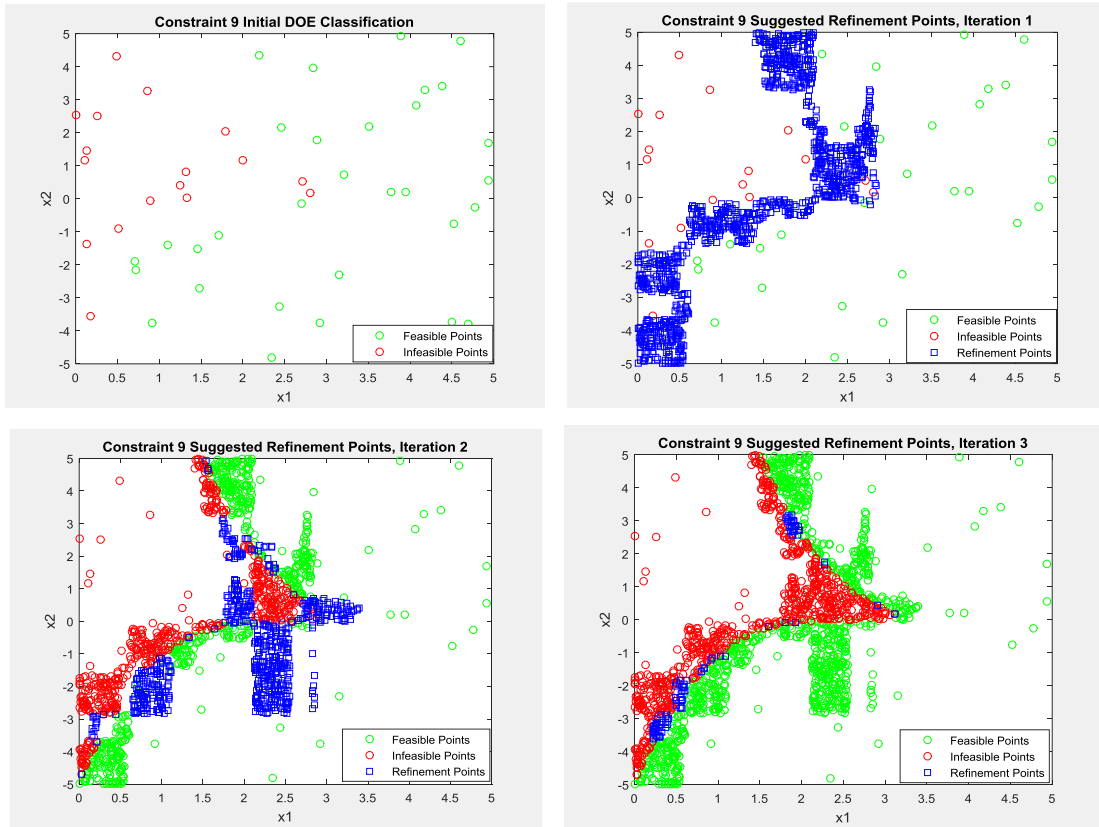 Constraint 9 Initial DOE Classification
5
4
3
2
1
0
-1
-2
-3
-4
-5
x2
0 0.5 1 1.5 2 2.5 3 3.5 4 4.5 5
x1
Feasible Points
Infeasible Points
Constraint 9 Suggested Refinement Points, Iteration 1
5
4
3
2
1
0
-1
-2
-3
-4
-5
x2
0 0.5 1 1.5 2 2.5 3 3.5 4 4.5 5
x1
Feasible Points
Infeasible Points
Refinement Points
Constraint 9 Suggested Refinement Points, Iteration 2
5
4
3
2
1
0
-1
-2
-3
-4
-5
x2
0 0.5 1 1.5 2 2.5 3 3.5 4 4.5 5
x1
Feasible Points
Infeasible Points
Refinement Points
Constraint 9 Suggested Refinement Points, Iteration 3
5
4
3
2
1
0
-1
-2
-3
-4
-5
x2
0 0.5 1 1.5 2 2.5 3 3.5 4 4.5 5
x1
Feasible Points
Infeasible Points
Refinement Points